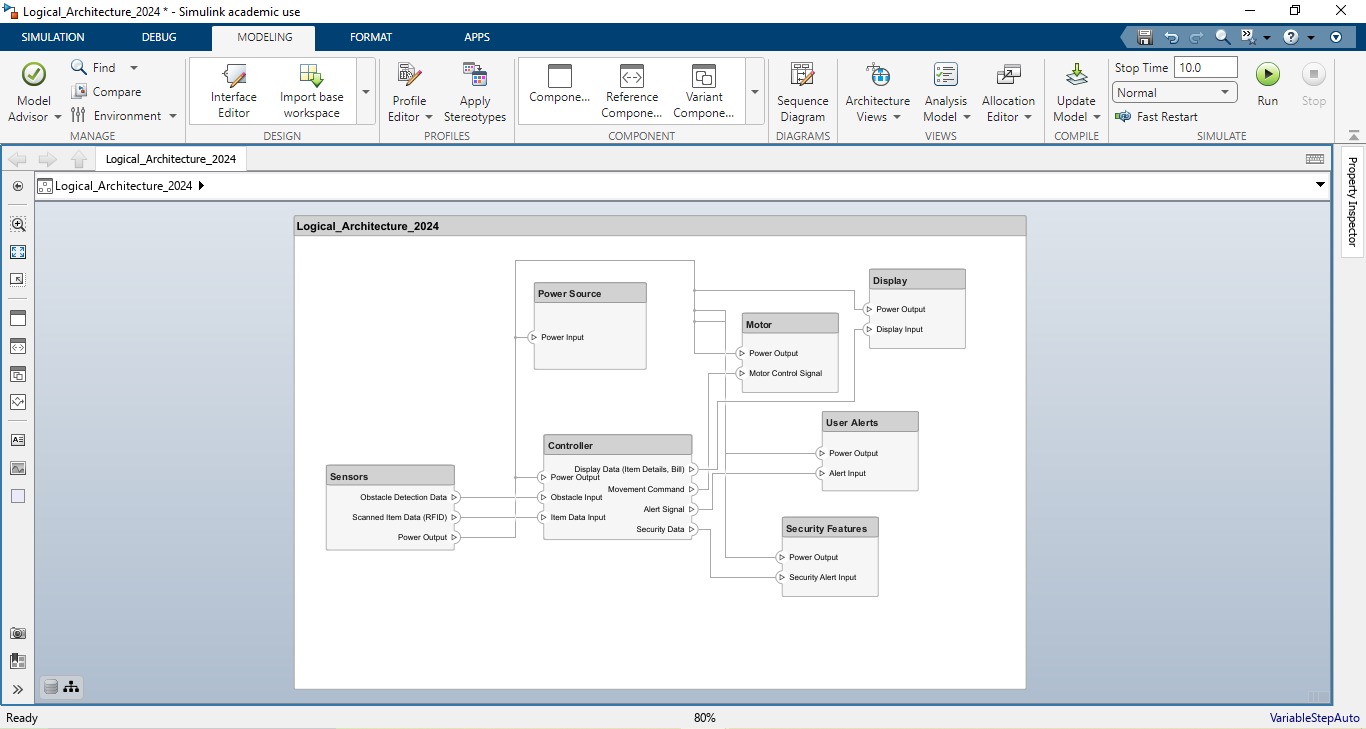 Logical_Architecture_2024 * - Simulink academic use
SIMULATION
DEBUG
MODELING
FORMAT
APPS
Model
Advisor
Find
Compare
Environment
MANAGE
Interface
Editor
Import base
workspace
DESIGN
Profile
Editor
Apply
Stereotypes
PROFILES
Compone...
Reference
Compone...
Variant
Compone...
COMPONENT
Sequence
Diagram
DIAGRAMS
Architecture
Views
Analysis
Model
Allocation
Editor
VIEWS
Update
Model
COMPILE
Stop Time 10.0
Normal
Fast Restart
Run
Stop
SIMULATE
Logical_Architecture_2024
Logical_Architecture_2024
Property Inspector
Logical_Architecture_2024
Power Source
Power Input
Display
Power Output
Display Input
Motor
Power Output
Motor Control Signal
User Alerts
Power Output
Alert Input
Controller
Display Data (Item Details, Bill)
Power Output
Movement Command
Obstacle Input
Alert Signal
Item Data Input
Security Data
Sensors
Obstacle Detection Data
Scanned Item Data (RFID)
Power Output
Security Features
Power Output
Security Alert Input
Ready
80%
VariableStepAuto